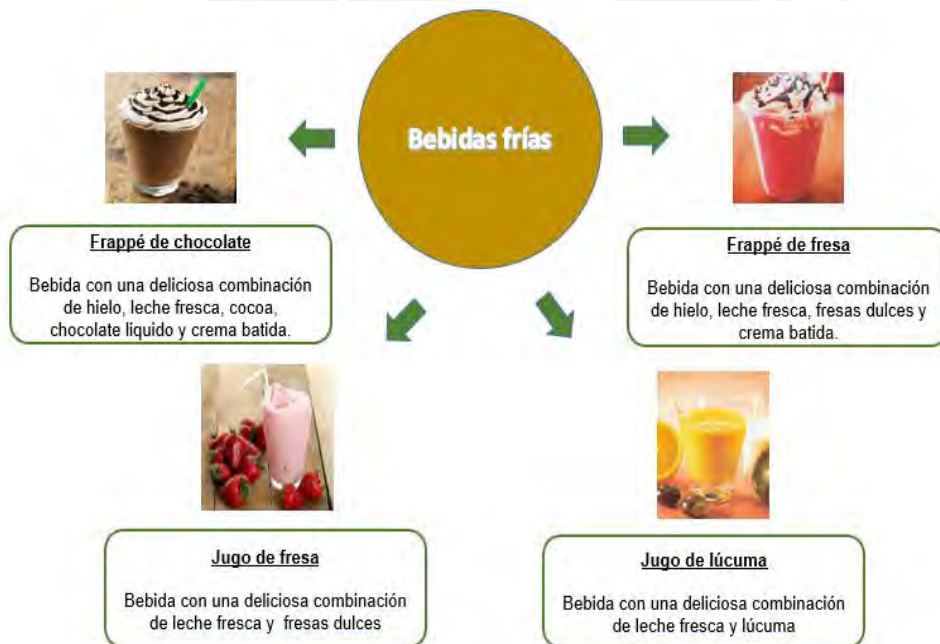 Bebidas frías
Frappé de chocolate
Bebida con una deliciosa combinación
de hielo, leche fresca, cocoa,
chocolate liquido y crema batida.
Frappé de fresa
Bebida con una deliciosa combinación
de hielo, leche fresca, fresas dulces y
crema batida.
Jugo de fresa
Bebida con una deliciosa combinación
de leche fresca y fresas dulces
Jugo de lúcuma
Bebida con una deliciosa combinación
de leche fresca y lúcuma